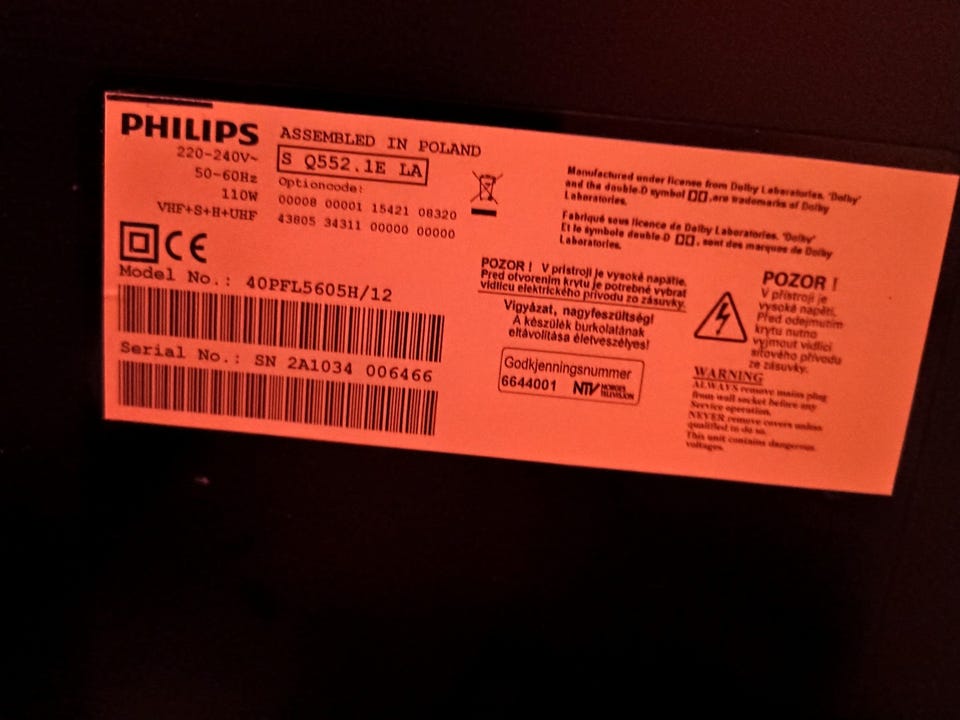 PHILIPS
220-240V~
50-60Hz
110W
VHF+S+H+UHF
ASSEMBLED IN POLAND
S Q552.1E LA
Optioncode:
00008 00001 15421 08320
43805 34311 00000 00000
CE
Model No.: 40PFL5605H/12
Serial No.: SN 2A1034 006466
Manufactured under license from Dolby Laboratories. "Dolby"
and the double-D symbol are trademarks of Dolby
Laboratories.
Fabriqué sous licence de Dolby Laboratories. "Dolby"
Et le symbole double-D , sont des marques de Dolby
Laboratories.
POZOR ! V prístroji je vysoké napätie.
Pred otvorením krytu je potrebné vybrat
vidlicu elektrického prívodu zo zásuvky.
Vigyázat, nagyfeszültség!
A készülék burkolatának
eltávolítása életveszélyes!
Godkjenningsnummer
6644001 NTV NORGES
TELEVISION
POZOR !
V přístroji je
vysoké napětí.
Před odejmutím
krytu nutno
vyjmout vidlici
síťového přívodu
ze zásuvky.
WARNING
ALWAYS remove mains plug
from wall socket before any
Service operation.
NEVER remove covers unless
qualified to do so.
This unit contains dangerous
voltages.